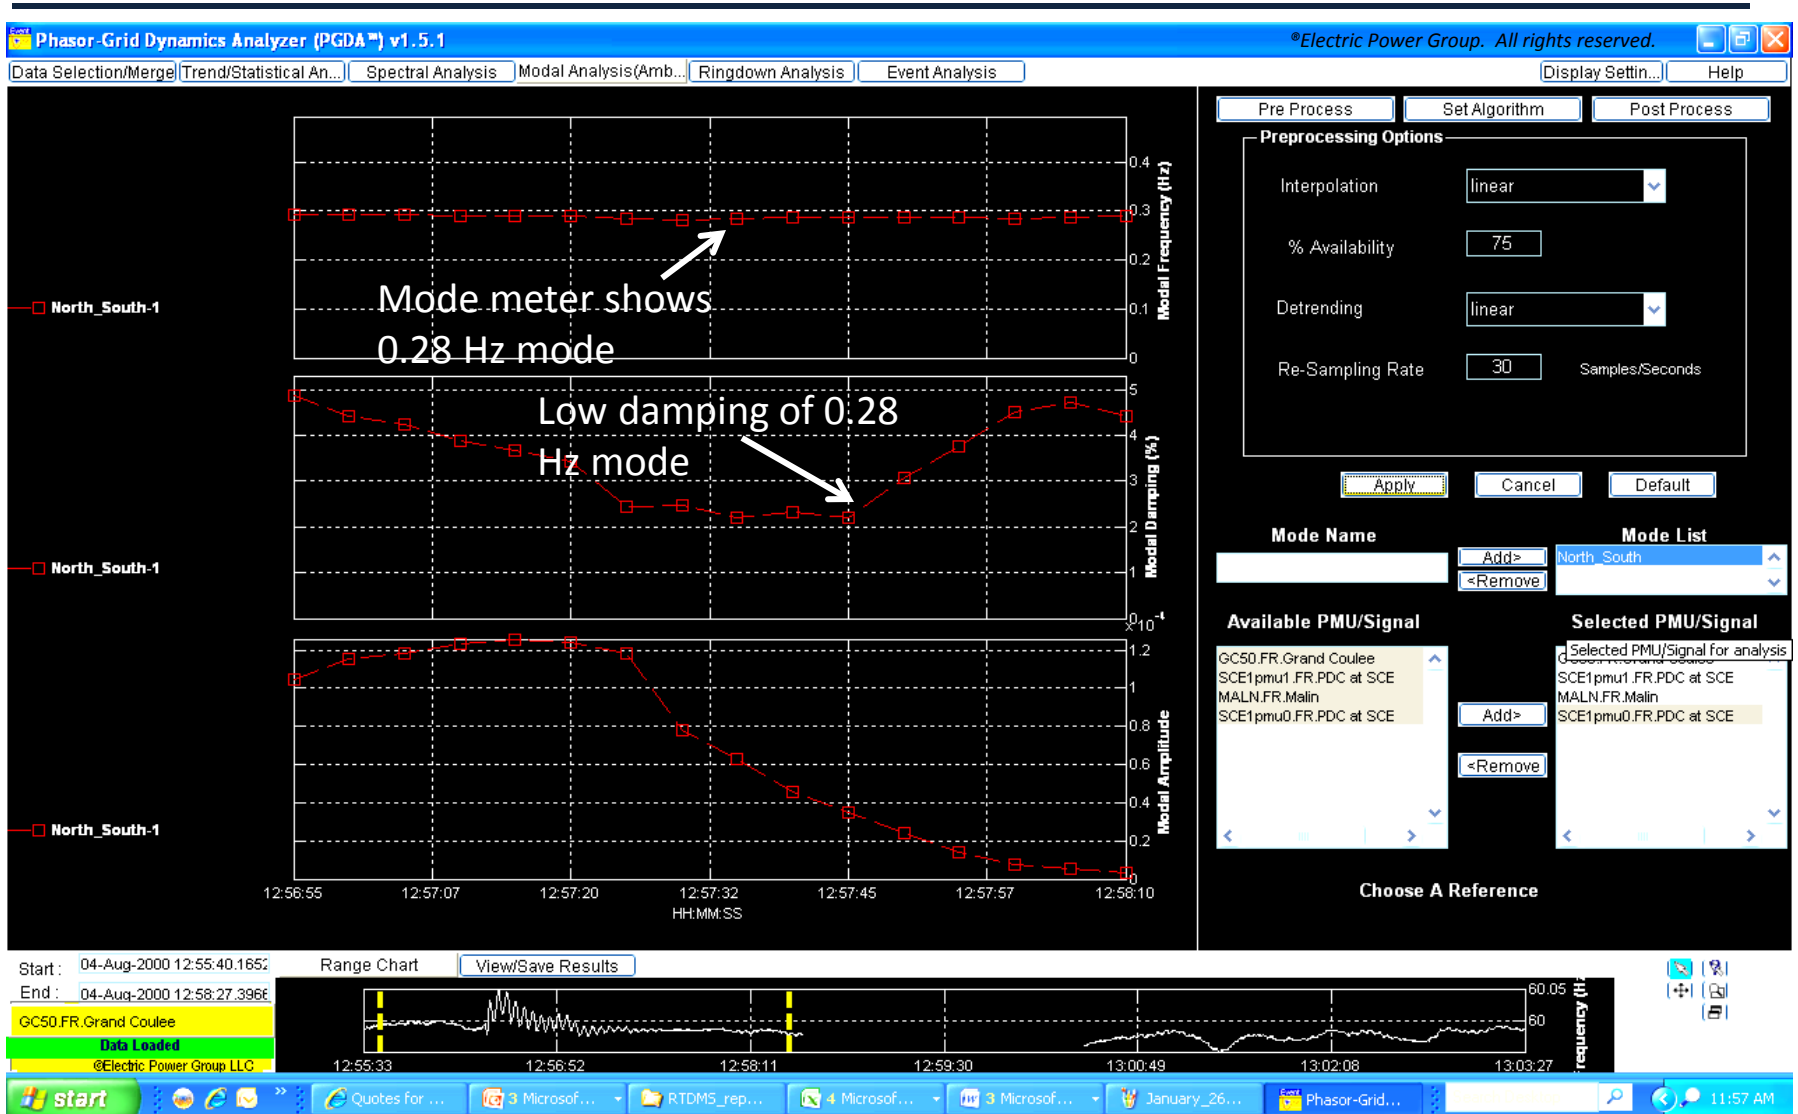 Phasor-Grid Dynamics Analyzer (PGDA™) v1.5.1
®Electric Power Group. All rights reserved.
Data Selection/Merge
Trend/Statistical An...
Spectral Analysis
Modal Analysis(Amb...
Ringdown Analysis
Event Analysis
Display Settin...
Help
Pre Process
Set Algorithm
Post Process
Preprocessing Options
Interpolation
linear
% Availability
75
Detrending
linear
Re-Sampling Rate
30
Samples/Seconds
Apply
Cancel
Default
Mode Name
Mode List
Add>
<Remove
North_South
Available PMU/Signal
Selected PMU/Signal
Selected PMU/Signal for analysis
GC50.FR.Grand Coulee
SCE1pmu1.FR.PDC at SCE
MALN.FR.Malin
SCE1pmu0.FR.PDC at SCE
Add>
<Remove
SCE1pmu1.FR.PDC at SCE
MALN.FR.Malin
SCE1pmu0.FR.PDC at SCE
Choose A Reference
North_South-1
0.4
0.3
0.2
0.1
0
Modal Frequency (Hz)
Mode meter shows
0.28 Hz mode
North_South-1
5
4
3
2
1
0
Modal Damping (%)
Low damping of 0.28
Hz mode
North_South-1
x 10⁻⁴
1.2
1
0.8
0.6
0.4
0.2
0
Modal Amplitude
12:56:55
12:57:07
12:57:20
12:57:32
12:57:45
12:57:57
12:58:10
HH:MM:SS
Start :
04-Aug-2000 12:55:40.1652
End :
04-Aug-2000 12:58:27.3966
GC50.FR.Grand Coulee
Data Loaded
©Electric Power Group LLC
Range Chart
View/Save Results
60.05
60
12:55:33
12:56:52
12:58:11
12:59:30
13:00:49
13:02:08
13:03:27
start
Quotes for ...
3 Microsof...
RTDMS_rep...
4 Microsof...
3 Microsof...
January_26...
Phasor-Grid...
11:57 AM